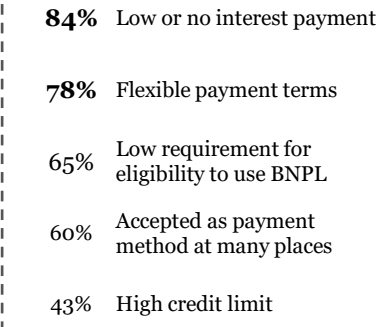 84% Low or no interest payment
78% Flexible payment terms
65% Low requirement for
eligibility to use BNPL
60% Accepted as payment
method at many places
43% High credit limit